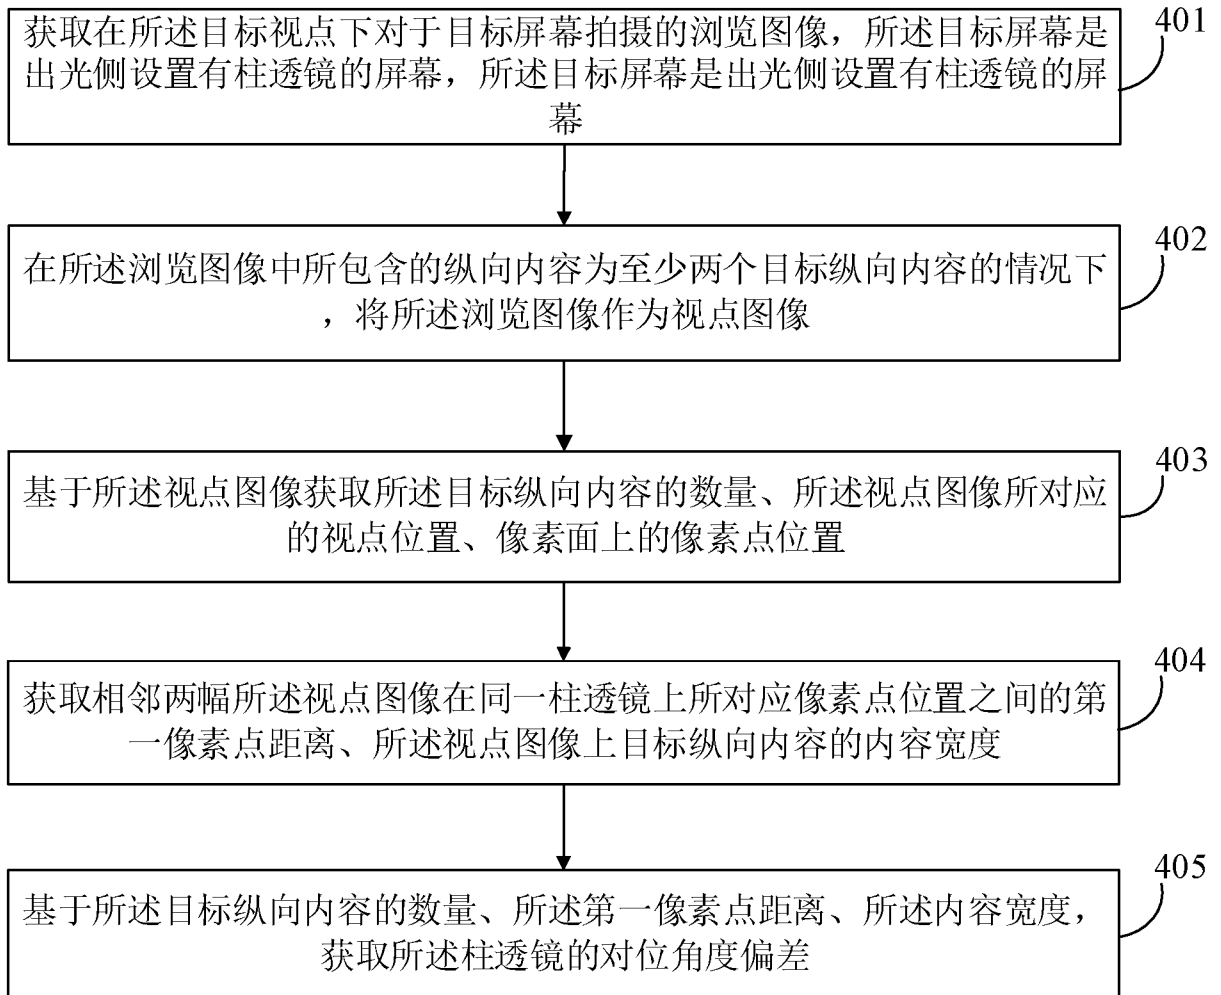 获取在所述目标视点下对于目标屏幕拍摄的浏览图像，所述目标屏幕是
出光侧设置有柱透镜的屏幕，所述目标屏幕是出光侧设置有柱透镜的屏
幕
401
在所述浏览图像中所包含的纵向内容为至少两个目标纵向内容的情况下
，将所述浏览图像作为视点图像
402
基于所述视点图像获取所述目标纵向内容的数量、所述视点图像所对应
的视点位置、像素面上的像素点位置
403
获取相邻两幅所述视点图像在同一柱透镜上所对应像素点位置之间的第
一像素点距离、所述视点图像上目标纵向内容的内容宽度
404
基于所述目标纵向内容的数量、所述第一像素点距离、所述内容宽度，
获取所述柱透镜的对位角度偏差
405